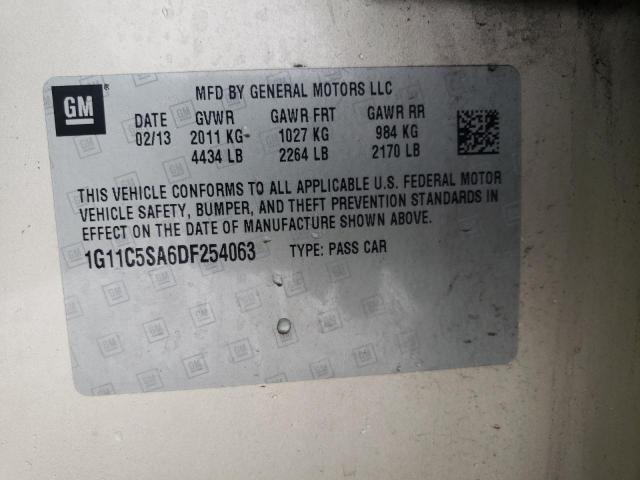 GM
MFD BY GENERAL MOTORS LLC
DATE GVWR GAWR FRT GAWR RR
02/13 2011 KG 1027 KG 984 KG
4434 LB 2264 LB 2170 LB
THIS VEHICLE CONFORMS TO ALL APPLICABLE U.S. FEDERAL MOTOR
VEHICLE SAFETY, BUMPER, AND THEFT PREVENTION STANDARDS IN
EFFECT ON THE DATE OF MANUFACTURE SHOWN ABOVE.
1G11C5SA6DF254063 TYPE: PASS CAR